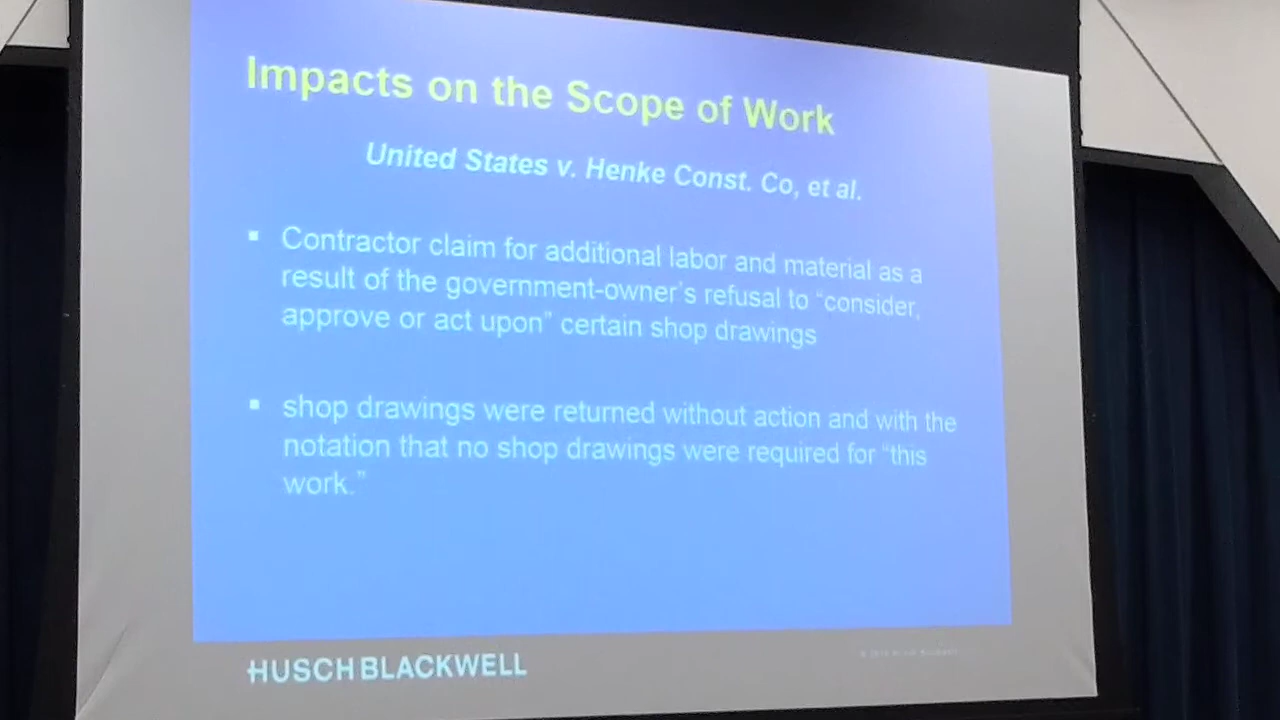 Impacts on the Scope of Work
United States v. Henke Const. Co, et al.
▪ Contractor claim for additional labor and material as a
result of the government-owner's refusal to “consider,
approve or act upon” certain shop drawings
▪ shop drawings were returned without action and with the
notation that no shop drawings were required for “this
work.”
HUSCH BLACKWELL